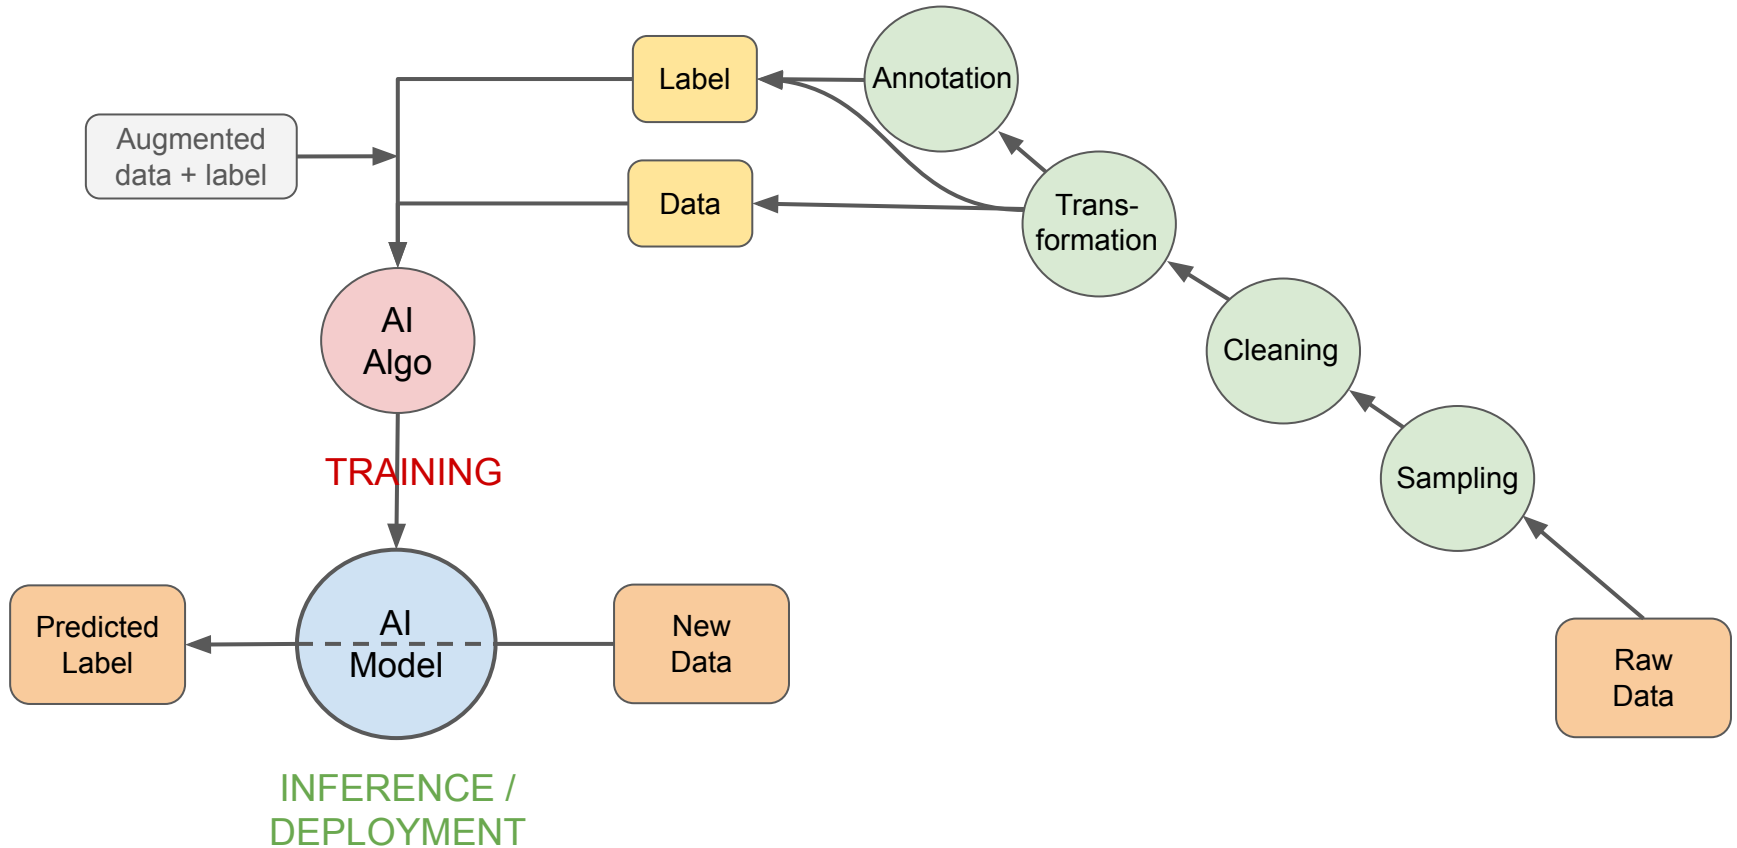 Label
Annotation
Augmented
data + label
Data
Trans-
formation
AI
Algo
Cleaning
TRAINING
Sampling
Predicted
Label
AI
Model
New
Data
Raw
Data
INFERENCE /
DEPLOYMENT